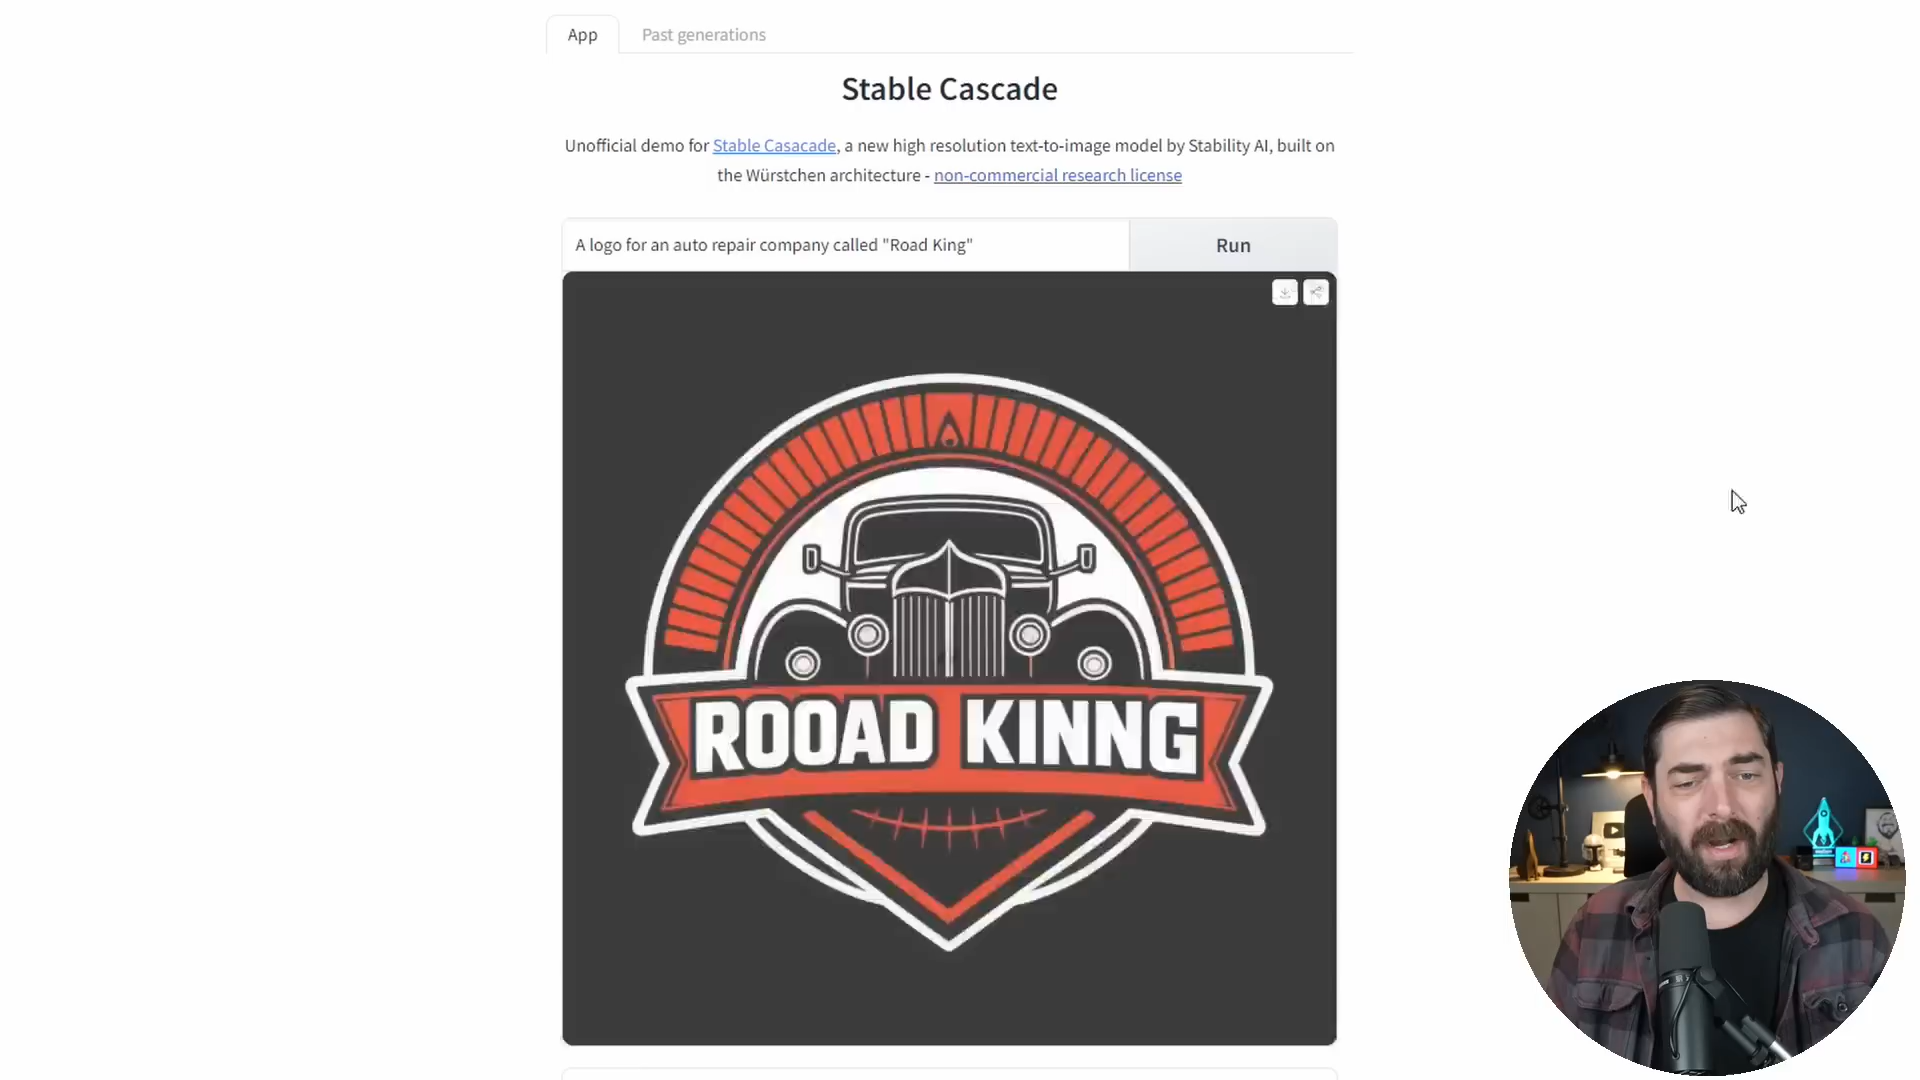 App
Past generations
Stable Cascade
Unofficial demo for Stable Casacade, a new high resolution text-to-image model by Stability AI, built on
the Würstchen architecture - non-commercial research license
A logo for an auto repair company called "Road King"
Run
ROOAD KINNG